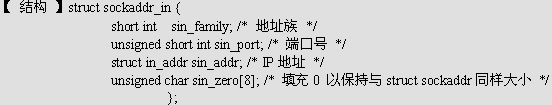 【 结构 】struct sockaddr_in {
short int sin_family; /* 地址族 */
unsigned short int sin_port; /* 端口号 */
struct in_addr sin_addr; /* IP 地址 */
unsigned char sin_zero[8]; /* 填充 0 以保持与 struct sockaddr 同样大小 */
};